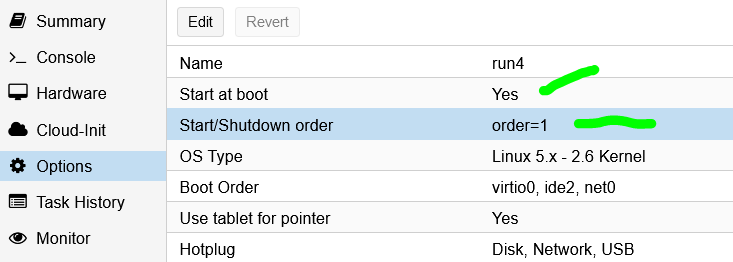 Summary
Console
Hardware
Cloud-Init
Options
Task History
Monitor
Edit Revert
Name run4
Start at boot Yes
Start/Shutdown order order=1
OS Type Linux 5.x - 2.6 Kernel
Boot Order virtio0, ide2, net0
Use tablet for pointer Yes
Hotplug Disk, Network, USB